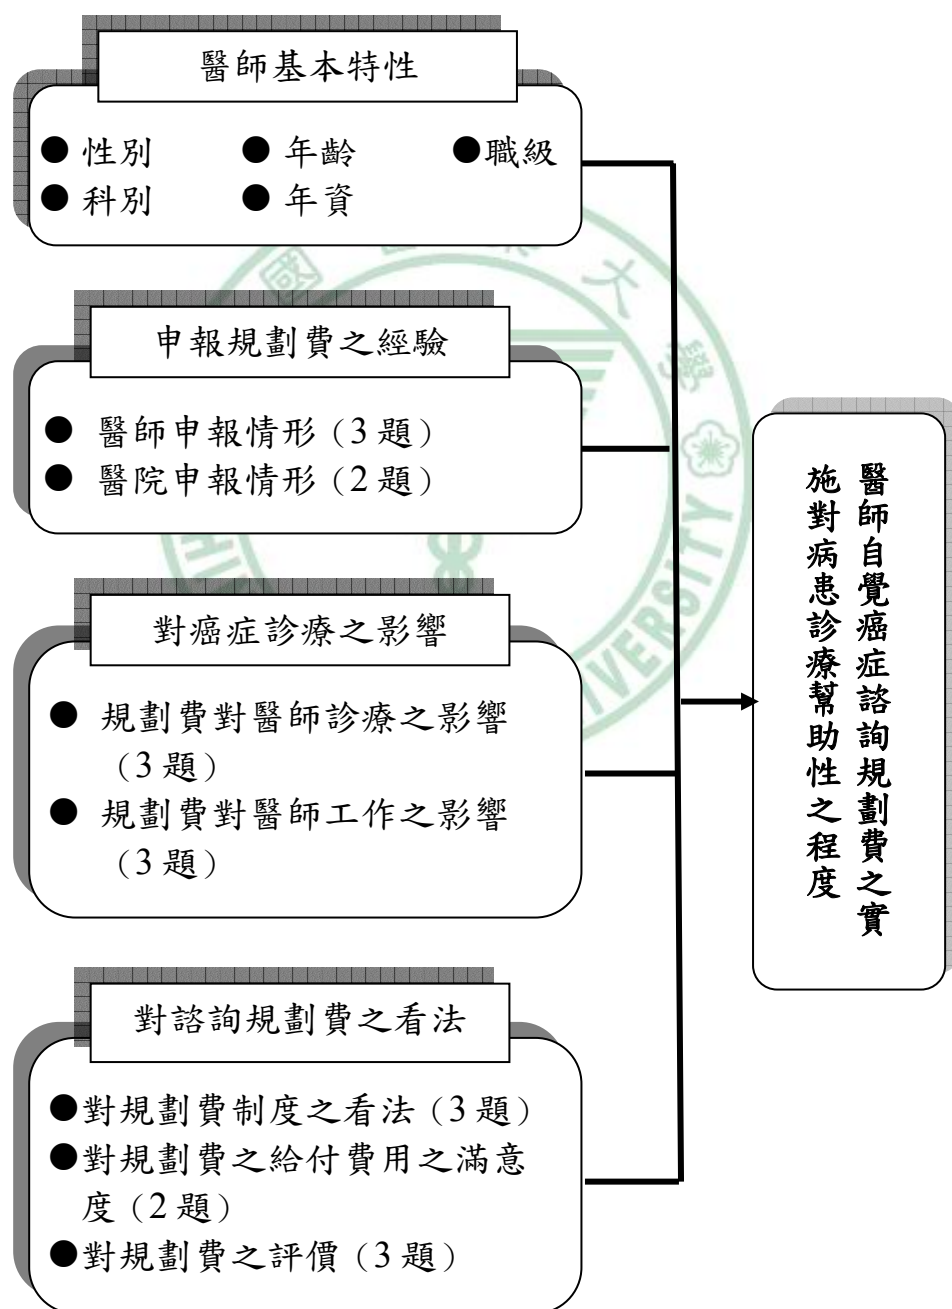 醫師基本特性
● 性別 ● 年齡 ●職級
● 科別 ● 年資
申報規劃費之經驗
● 醫師申報情形（3題）
● 醫院申報情形（2題）
對癌症診療之影響
● 規劃費對醫師診療之影響
（3題）
● 規劃費對醫師工作之影響
（3題）
對諮詢規劃費之看法
●對規劃費制度之看法（3題）
●對規劃費之給付費用之滿意
度（2題）
●對規劃費之評價（3題）
醫師自覺癌症諮詢規劃費之實
施對病患診療幫助性之程度
國
大
學
VERSITY